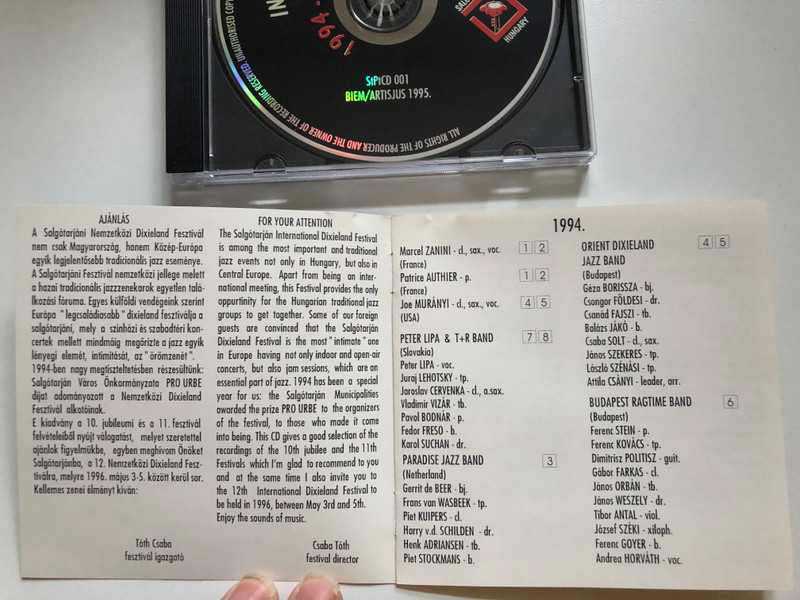 1994.
IN
SALG
HUNGARY
StPtCD 001
BIEM/ARTISJUS 1995.
ALL RIGHTS OF THE PRODUCER AND THE OWNER OF THE RECORDING RESERVED, UNAUTHORISED COPY
AJÁNLÁS
A Salgótarjáni Nemzetközi Dixieland Fesztivál
nem csak Magyarország, hanem Közép-Európa
egyik legjelentősebb tradicionális jazz eseménye.
A Salgótarjáni Fesztivál nemzetközi jellege mellett
a hazai tradicionális jazzzenekarok egyetlen talál-
kozási fóruma. Egyes külföldi vendégeink szerint
Európa "legcsaládiasabb" dixieland fesztiválja a
salgótarjáni, mely a színházi és szabadtéri kon-
certek mellett mindmáig megőrizte a jazz egyik
lényegi elemét, intimitását, az "örömzenét".
1994-ben nagy megtiszteltetésben részesültünk:
Salgótarján Város Önkormányzata PRO URBE
díjat adományozott a Nemzetközi Dixieland
Fesztivál alkotóinak.
E kiadvány a 10. jubileumi és a 11. fesztivál
felvételeiből nyújt válogatást, melyet szeretettel
ajánlok figyelmükbe, egyben meghívom Önöket
Salgótarjánba, a 12. Nemzetközi Dixieland Fesz-
tiválra, melyre 1996. május 3-5. között kerül sor.
Kellemes zenei élményt kíván:
Tóth Csaba
fesztivál igazgató
FOR YOUR ATTENTION
The Salgótarján International Dixieland Festival
is among the most important and traditional
jazz events not only in Hungary, but also in
Central Europe. Apart from being an inter-
national meeting, this Festival provides the only
oppurtinity for the Hungarian traditional jazz
groups to get together. Some of our foreign
guests are convinced that the Salgótarján
Dixieland Festival is the most "intimate" one
in Europe having not only indoor and open-air
concerts, but also jam sessions, which are an
essential part of jazz. 1994 has been a special
year for us: the Salgótarján Municipalities
awarded the prize PRO URBE to the organizers
of the festival, to those who made it come
into being. This CD gives a good selection of the
recordings of the 10th jubilee and the 11th
Festivals which I'm glad to recommend to you
and at the same time I also invite you to
the 12th International Dixieland Festival to
be held in 1996, between May 3rd and 5th.
Enjoy the sounds of music.
Csaba Tóth
festival director
1994.
Marcel ZANINI - cl., sax., voc. 1 2
(France)
Patrice AUTHIER - p. 1 2
(France)
Joe MURÁNYI - cl., sax., voc. 4 5
(USA)
PETER LIPA & T+R BAND 7 8
(Slovakia)
Peter LIPA - voc.
Juraj LEHOTSKY - tp.
Jaroslav CERVENKA - cl., a.sax.
Vladimir VIZÁR - tb.
Pavol BODNÁR - p.
Fedor FRESO - b.
Karol SUCHAN - dr.
PARADISE JAZZ BAND 3
(Netherland)
Gerrit de BEER - bj.
Frans van WASBEEK - tp.
Piet KUIPERS - cl.
Harry v.d. SCHILDEN - dr.
Henk ADRIANSEN - tb.
Piet STOCKMANS - b.
ORIENT DIXIELAND 4 5
JAZZ BAND
(Budapest)
Géza BORISSZA - bj.
Csongor FÖLDESI - dr.
Csanád FAJSZI - tb.
Balázs JÁKÓ - b.
Csaba SOLT - cl., sax.
János SZEKERES - tp.
László SZÉNÁSI - tp.
Attila CSÁNYI - leader, arr.
BUDAPEST RAGTIME BAND 6
(Budapest)
Ferenc STEIN - p.
Ferenc KOVÁCS - tp.
Dimitrisz POLITISZ - guit.
Gábor FARKAS - cl.
János ORBÁN - tb.
János WESZELY - dr.
Tibor ANTAL - viol.
József SZÉKI - xiloph.
Ferenc GOYER - b.
Andrea HORVÁTH - voc.